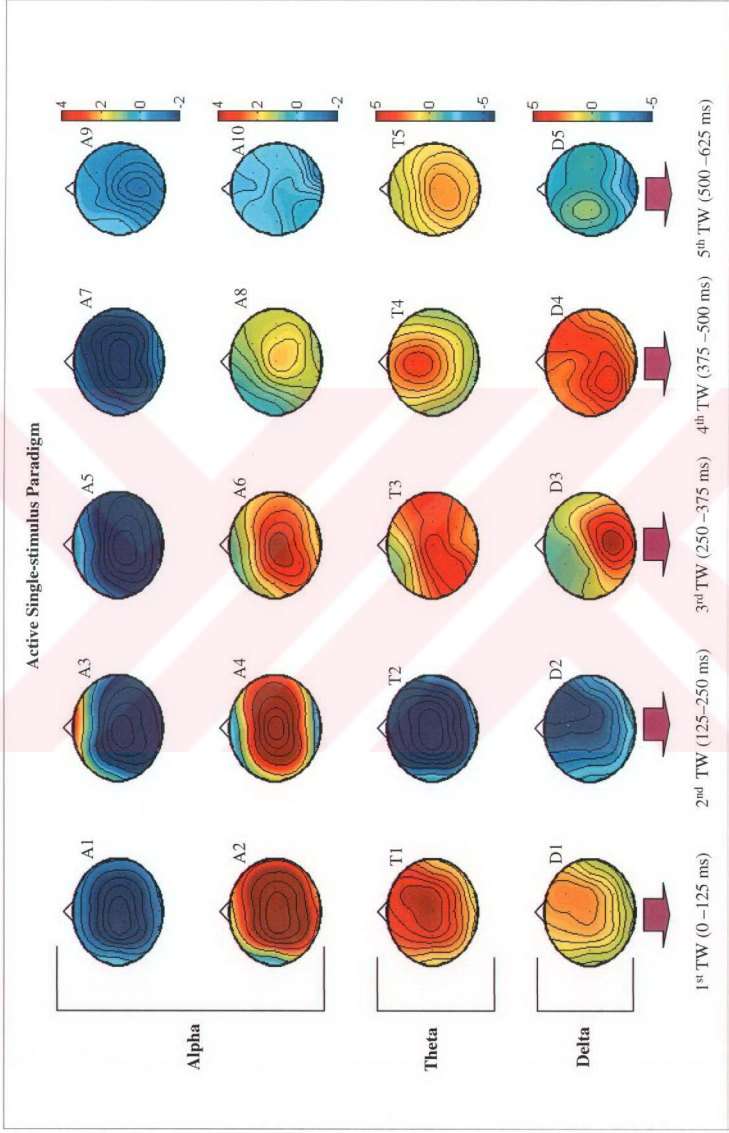 Active Single-stimulus Paradigm
Alpha
A1 A3 A5 A7 A9
4
2
0
-2
A2 A4 A6 A8 A10
4
2
0
-2
Theta
T1 T2 T3 T4 T5
5
0
-5
Delta
D1 D2 D3 D4 D5
5
0
-5
1st TW (0 –125 ms) 2nd TW (125–250 ms) 3rd TW (250 –375 ms) 4th TW (375 –500 ms) 5th TW (500 –625 ms)